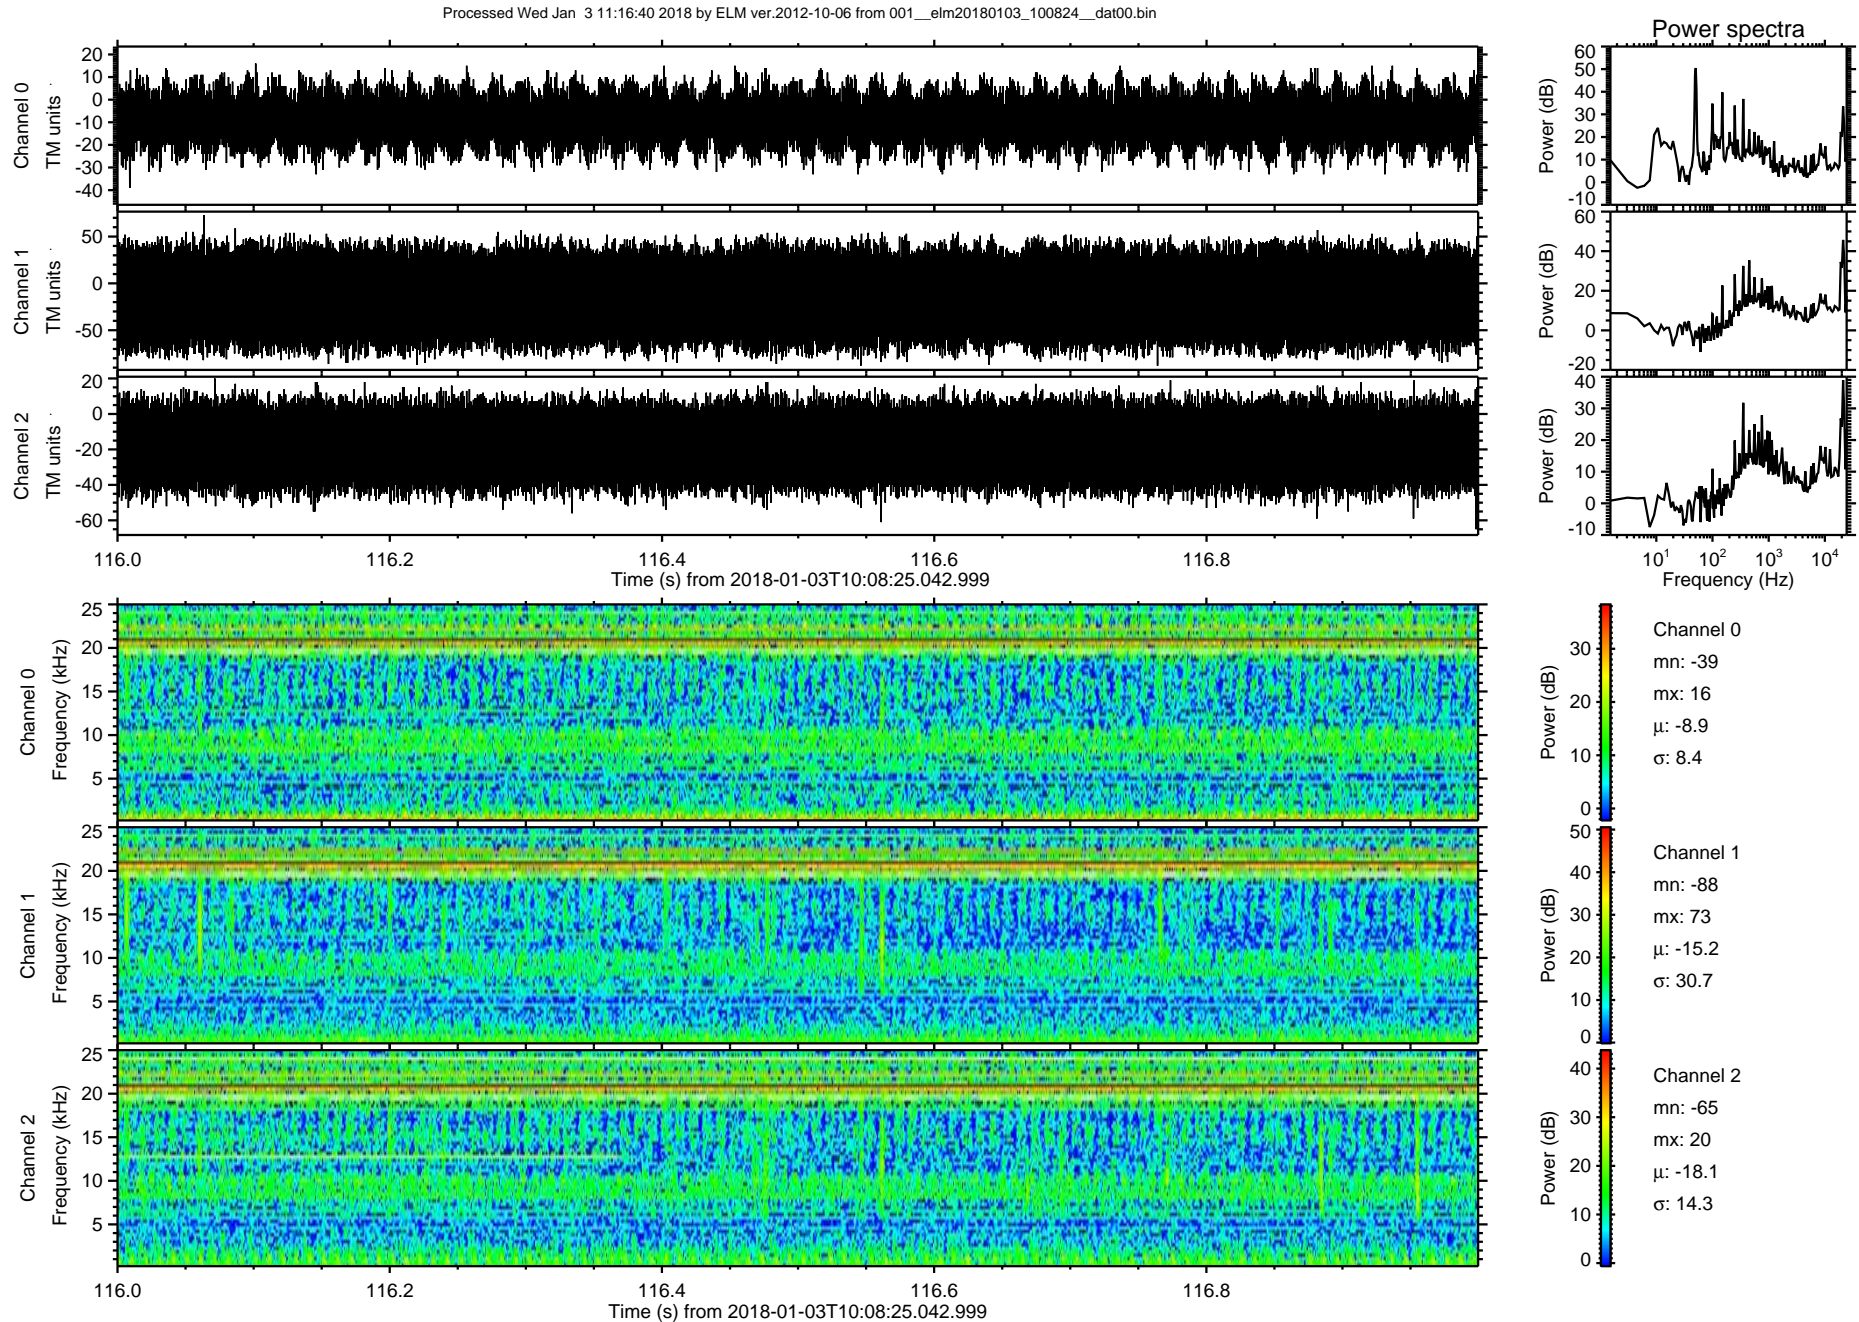 Processed Wed Jan  3 11:16:40 2018 by ELM ver.2012-10-06 from 001__elm20180103_100824__dat00.bin
Power spectra
Channel 0
TM units
20
10
0
-10
-20
-30
-40
Power (dB)
60
50
40
30
20
10
0
-10
Channel 1
TM units
50
0
-50
Power (dB)
60
40
20
0
-20
Channel 2
TM units
20
0
-20
-40
-60
Power (dB)
40
30
20
10
0
-10
116.0 116.2 116.4 116.6 116.8
Time (s) from 2018-01-03T10:08:25.042.999
10¹ 10² 10³ 10⁴
Frequency (Hz)
Channel 0
Frequency (kHz)
25
20
15
10
5
Power (dB)
30
20
10
0
Channel 0
mn: -39
mx: 16
μ: -8.9
σ: 8.4
Channel 1
Frequency (kHz)
25
20
15
10
5
Power (dB)
50
40
30
20
10
0
Channel 1
mn: -88
mx: 73
μ: -15.2
σ: 30.7
Channel 2
Frequency (kHz)
25
20
15
10
5
Power (dB)
40
30
20
10
0
Channel 2
mn: -65
mx: 20
μ: -18.1
σ: 14.3
116.0 116.2 116.4 116.6 116.8
Time (s) from 2018-01-03T10:08:25.042.999